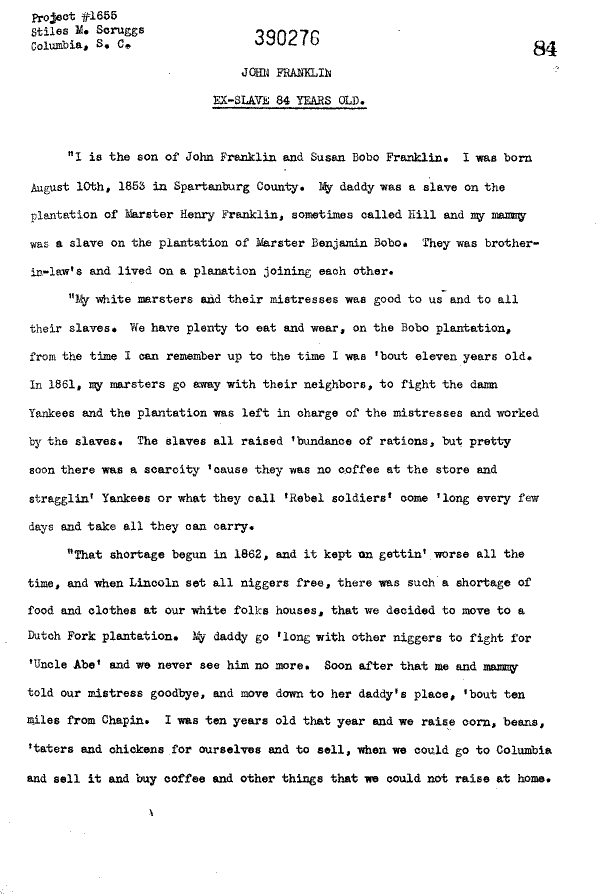 Project #1655
Stiles M. Scruggs
Columbia, S. C.
390276
84
JOHN FRANKLIN
EX-SLAVE 84 YEARS OLD.
"I is the son of John Franklin and Susan Bobo Franklin. I was born
August 10th, 1853 in Spartanburg County. My daddy was a slave on the
plantation of Marster Henry Franklin, sometimes called Hill and my mammy
was a slave on the plantation of Marster Benjamin Bobo. They was brother-
in-law's and lived on a planation joining each other.
"My white marsters and their mistresses was good to us and to all
their slaves. We have plenty to eat and wear, on the Bobo plantation,
from the time I can remember up to the time I was 'bout eleven years old.
In 1861, my marsters go away with their neighbors, to fight the damn
Yankees and the plantation was left in charge of the mistresses and worked
by the slaves. The slaves all raised 'bundance of rations, but pretty
soon there was a scarcity 'cause they was no coffee at the store and
stragglin' Yankees or what they call 'Rebel soldiers' come 'long every few
days and take all they can carry.
"That shortage begun in 1862, and it kept on gettin' worse all the
time, and when Lincoln set all niggers free, there was such a shortage of
food and clothes at our white folks houses, that we decided to move to a
Dutch Fork plantation. My daddy go 'long with other niggers to fight for
'Uncle Abe' and we never see him no more. Soon after that me and mammy
told our mistress goodbye, and move down to her daddy's place, 'bout ten
miles from Chapin. I was ten years old that year and we raise corn, beans,
'taters and chickens for ourselves and to sell, when we could go to Columbia
and sell it and buy coffee and other things that we could not raise at home.